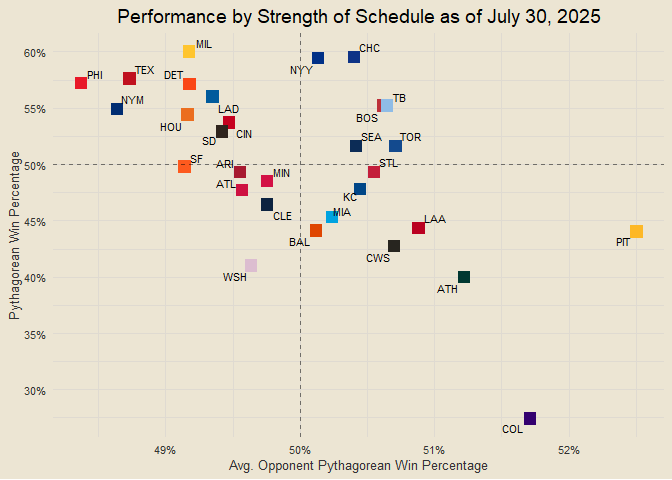 Performance by Strength of Schedule as of July 30, 2025
Pythagorean Win Percentage
60%
55%
50%
45%
40%
35%
30%
MIL
CHC
NYY
PHI
TEX
DET
NYM
LAD
TB
BOS
HOU
CIN
SD
SEA
TOR
SF
ARI
STL
MIN
ATL
KC
CLE
MIA
BAL
LAA
PIT
CWS
WSH
ATH
COL
49%
50%
51%
52%
Avg. Opponent Pythagorean Win Percentage